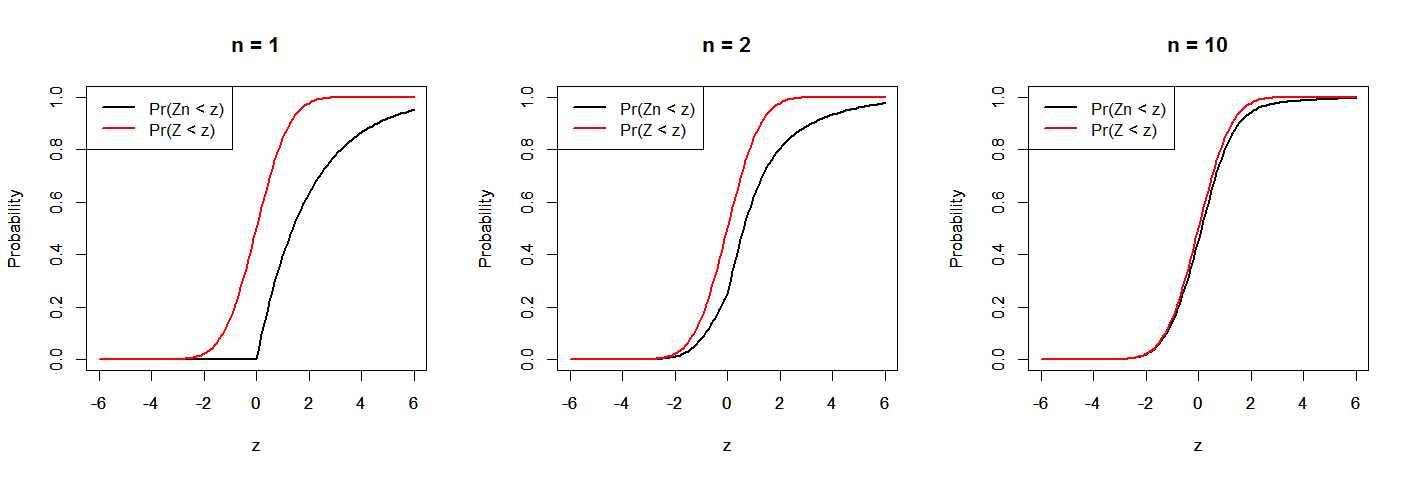 n = 1
Pr(Zn < z)
Pr(Z < z)
Probability
0.0 0.2 0.4 0.6 0.8 1.0
-6 -4 -2 0 2 4 6
z
n = 2
Pr(Zn < z)
Pr(Z < z)
Probability
0.0 0.2 0.4 0.6 0.8 1.0
-6 -4 -2 0 2 4 6
z
n = 10
Pr(Zn < z)
Pr(Z < z)
Probability
0.0 0.2 0.4 0.6 0.8 1.0
-6 -4 -2 0 2 4 6
z